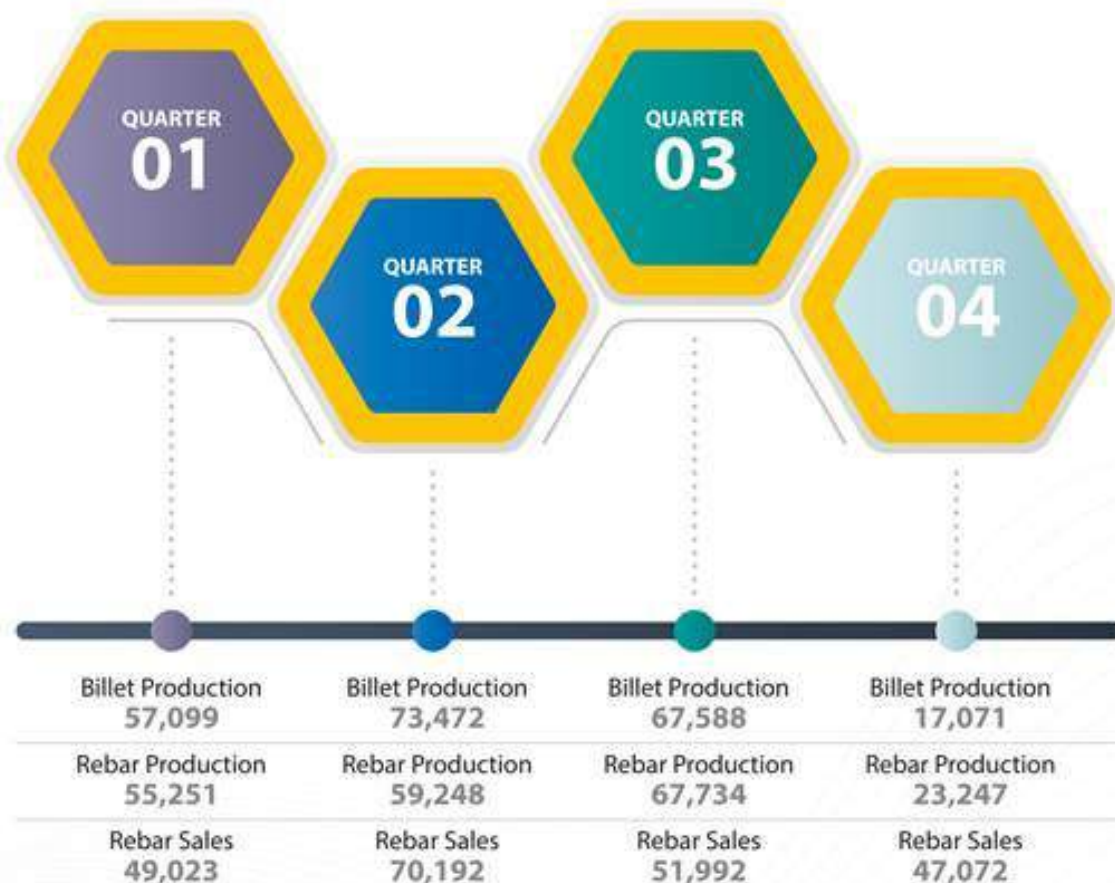 QUARTER
01
QUARTER
02
QUARTER
03
QUARTER
04
Billet Production
57,099
Billet Production
73,472
Billet Production
67,588
Billet Production
17,071
Rebar Production
55,251
Rebar Production
59,248
Rebar Production
67,734
Rebar Production
23,247
Rebar Sales
49,023
Rebar Sales
70,192
Rebar Sales
51,992
Rebar Sales
47,072